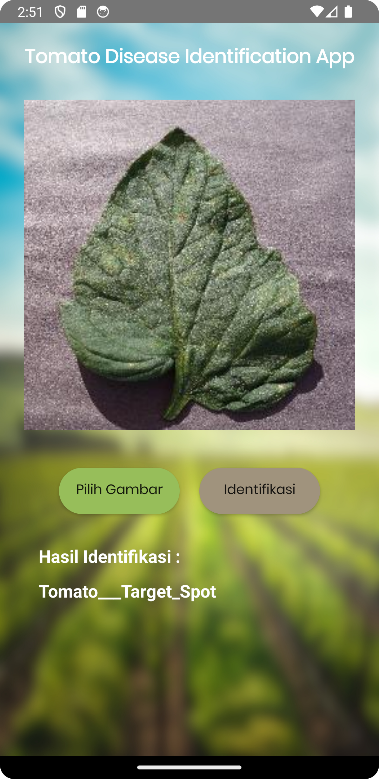 2:51
Tomato Disease Identification App
Pilih Gambar
Identifikasi
Hasil Identifikasi :
Tomato___Target_Spot